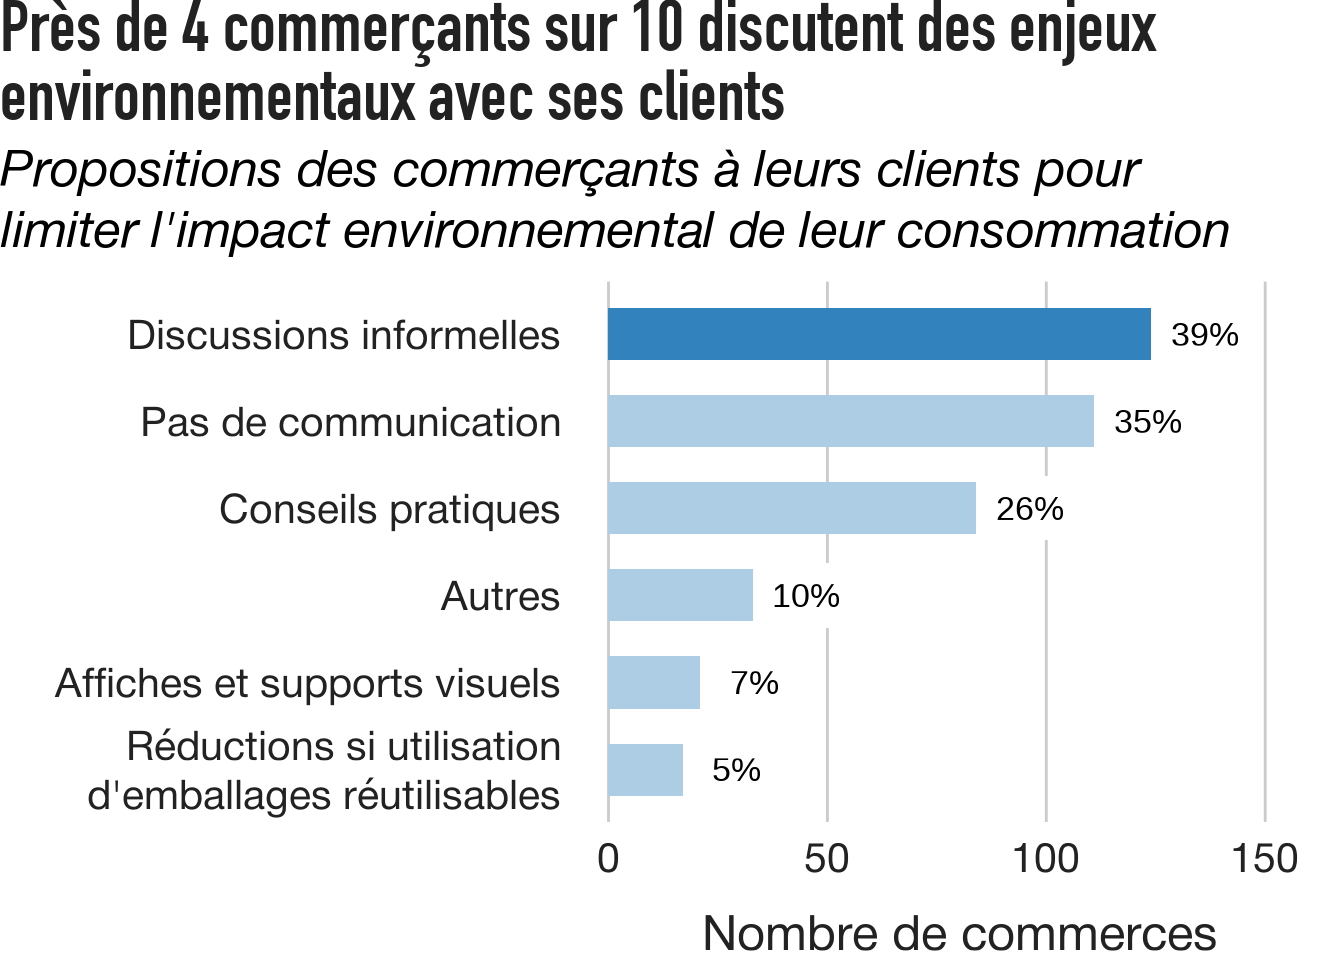 Près de 4 commerçants sur 10 discutent des enjeux
environnementaux avec ses clients
Propositions des commerçants à leurs clients pour
limiter l'impact environnemental de leur consommation
Discussions informelles
39%
Pas de communication
35%
Conseils pratiques
26%
Autres
10%
Affiches et supports visuels
7%
Réductions si utilisation
d'emballages réutilisables
5%
0
50
100
150
Nombre de commerces